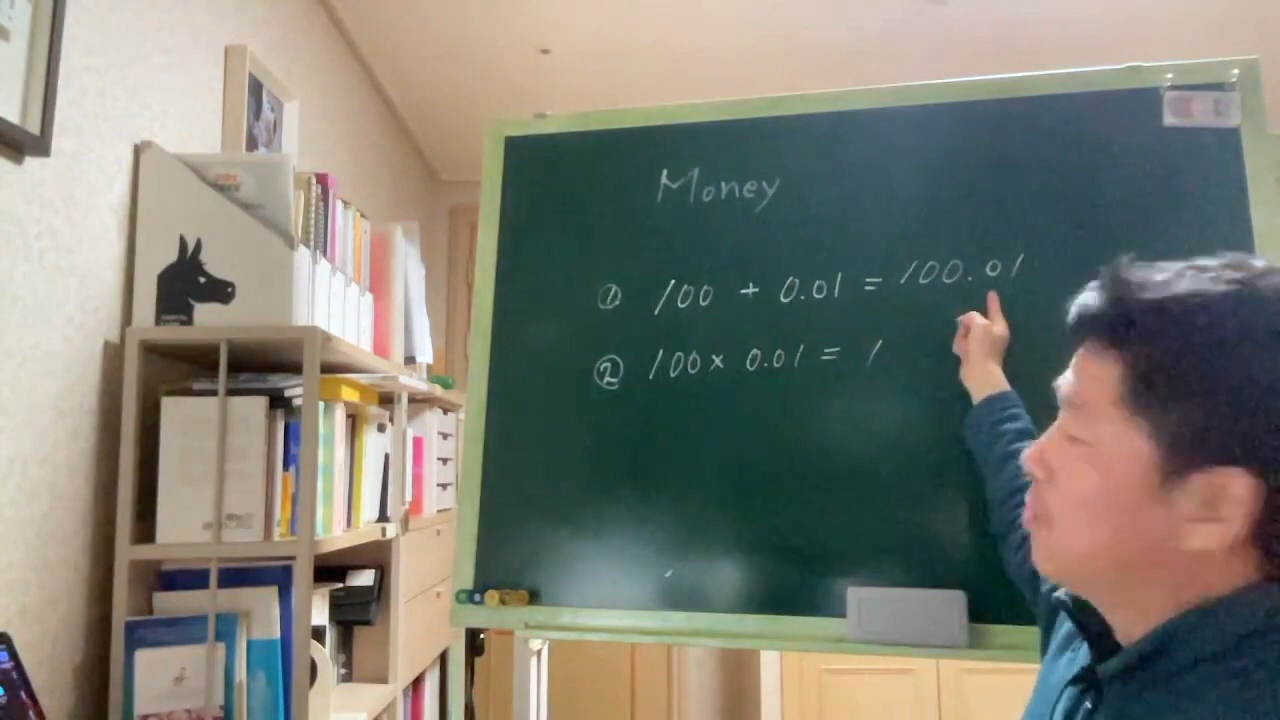 Money
① 100 + 0.01 = 100.01
② 100 x 0.01 = 1